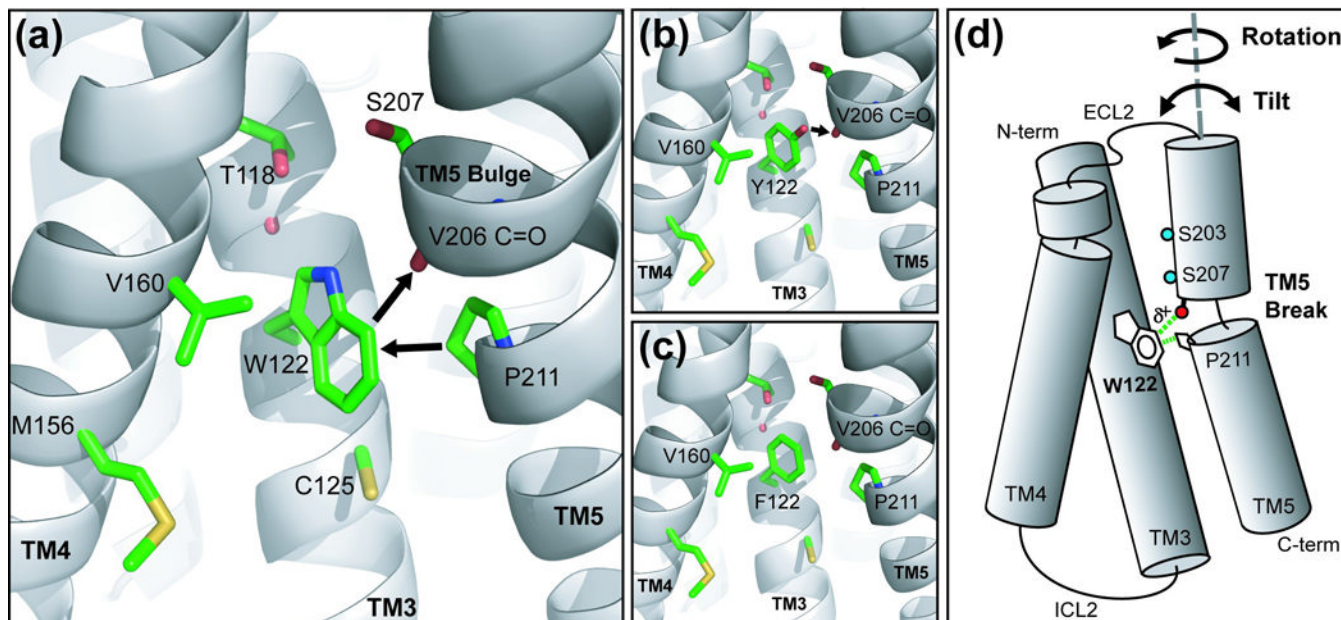 (a)
S207
T118
TM5 Bulge
V206 C=O
V160
W122
P211
M156
C125
TM4
TM5
TM3
(b)
V206 C=O
V160
Y122
P211
TM4
TM5
TM3
(c)
V206 C=O
V160
F122
P211
TM4
TM5
TM3
(d)
Rotation
Tilt
ECL2
N-term
S203
S207
TM5
Break
δ+
P211
W122
TM4
TM3
TM5
C-term
ICL2